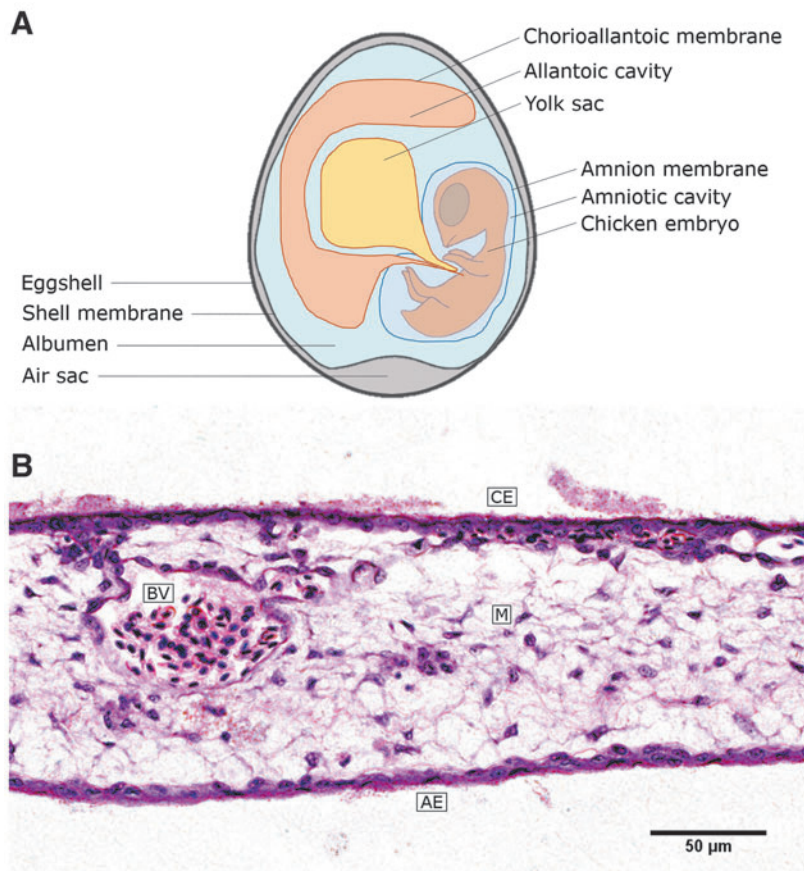 A
Chorioallantoic membrane
Allantoic cavity
Yolk sac
Amnion membrane
Amniotic cavity
Chicken embryo
Eggshell
Shell membrane
Albumen
Air sac
B
CE
BV
M
AE
50 µm